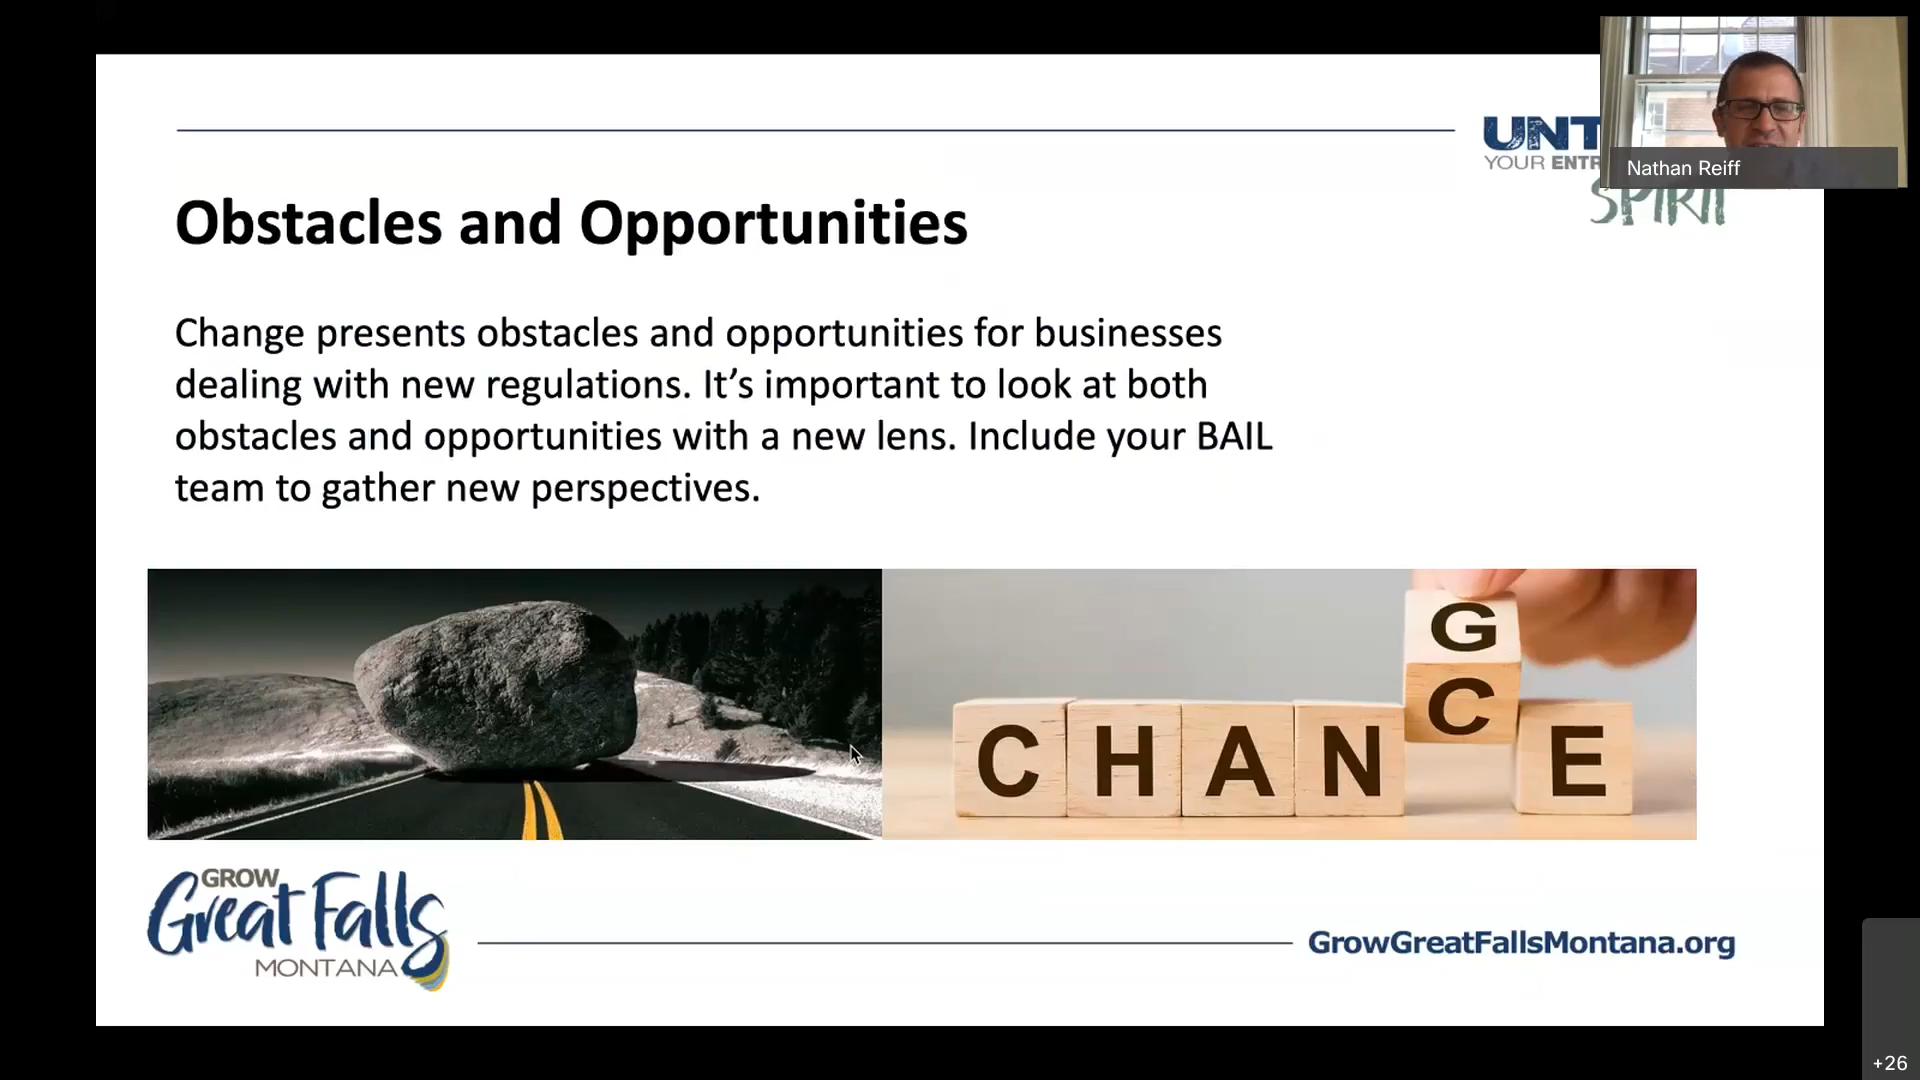 UNT
YOUR ENTR
SPIRIT
Nathan Reiff
Obstacles and Opportunities
Change presents obstacles and opportunities for businesses
dealing with new regulations. It’s important to look at both
obstacles and opportunities with a new lens. Include your BAIL
team to gather new perspectives.
G
C
CHAN E
GROW
Great Falls
MONTANA
GrowGreatFallsMontana.org
+26